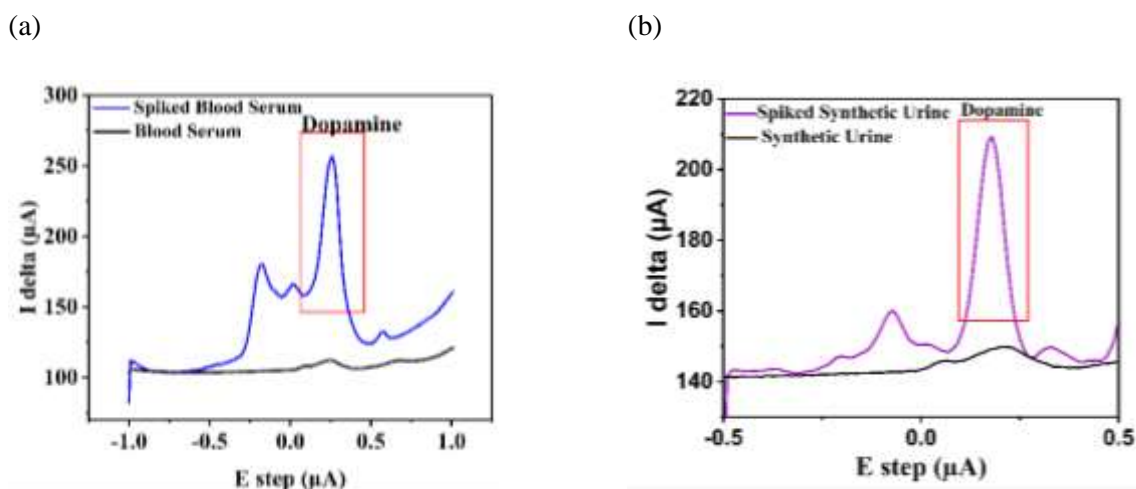 (a)
(b)
300
250
200
150
100
I delta (µA)
Spiked Blood Serum
Blood Serum
Dopamine
-1.0
-0.5
0.0
0.5
1.0
E step (µA)
220
200
180
160
140
I delta (µA)
Spiked Synthetic Urine
Synthetic Urine
Dopamine
-0.5
0.0
0.5
E step (µA)